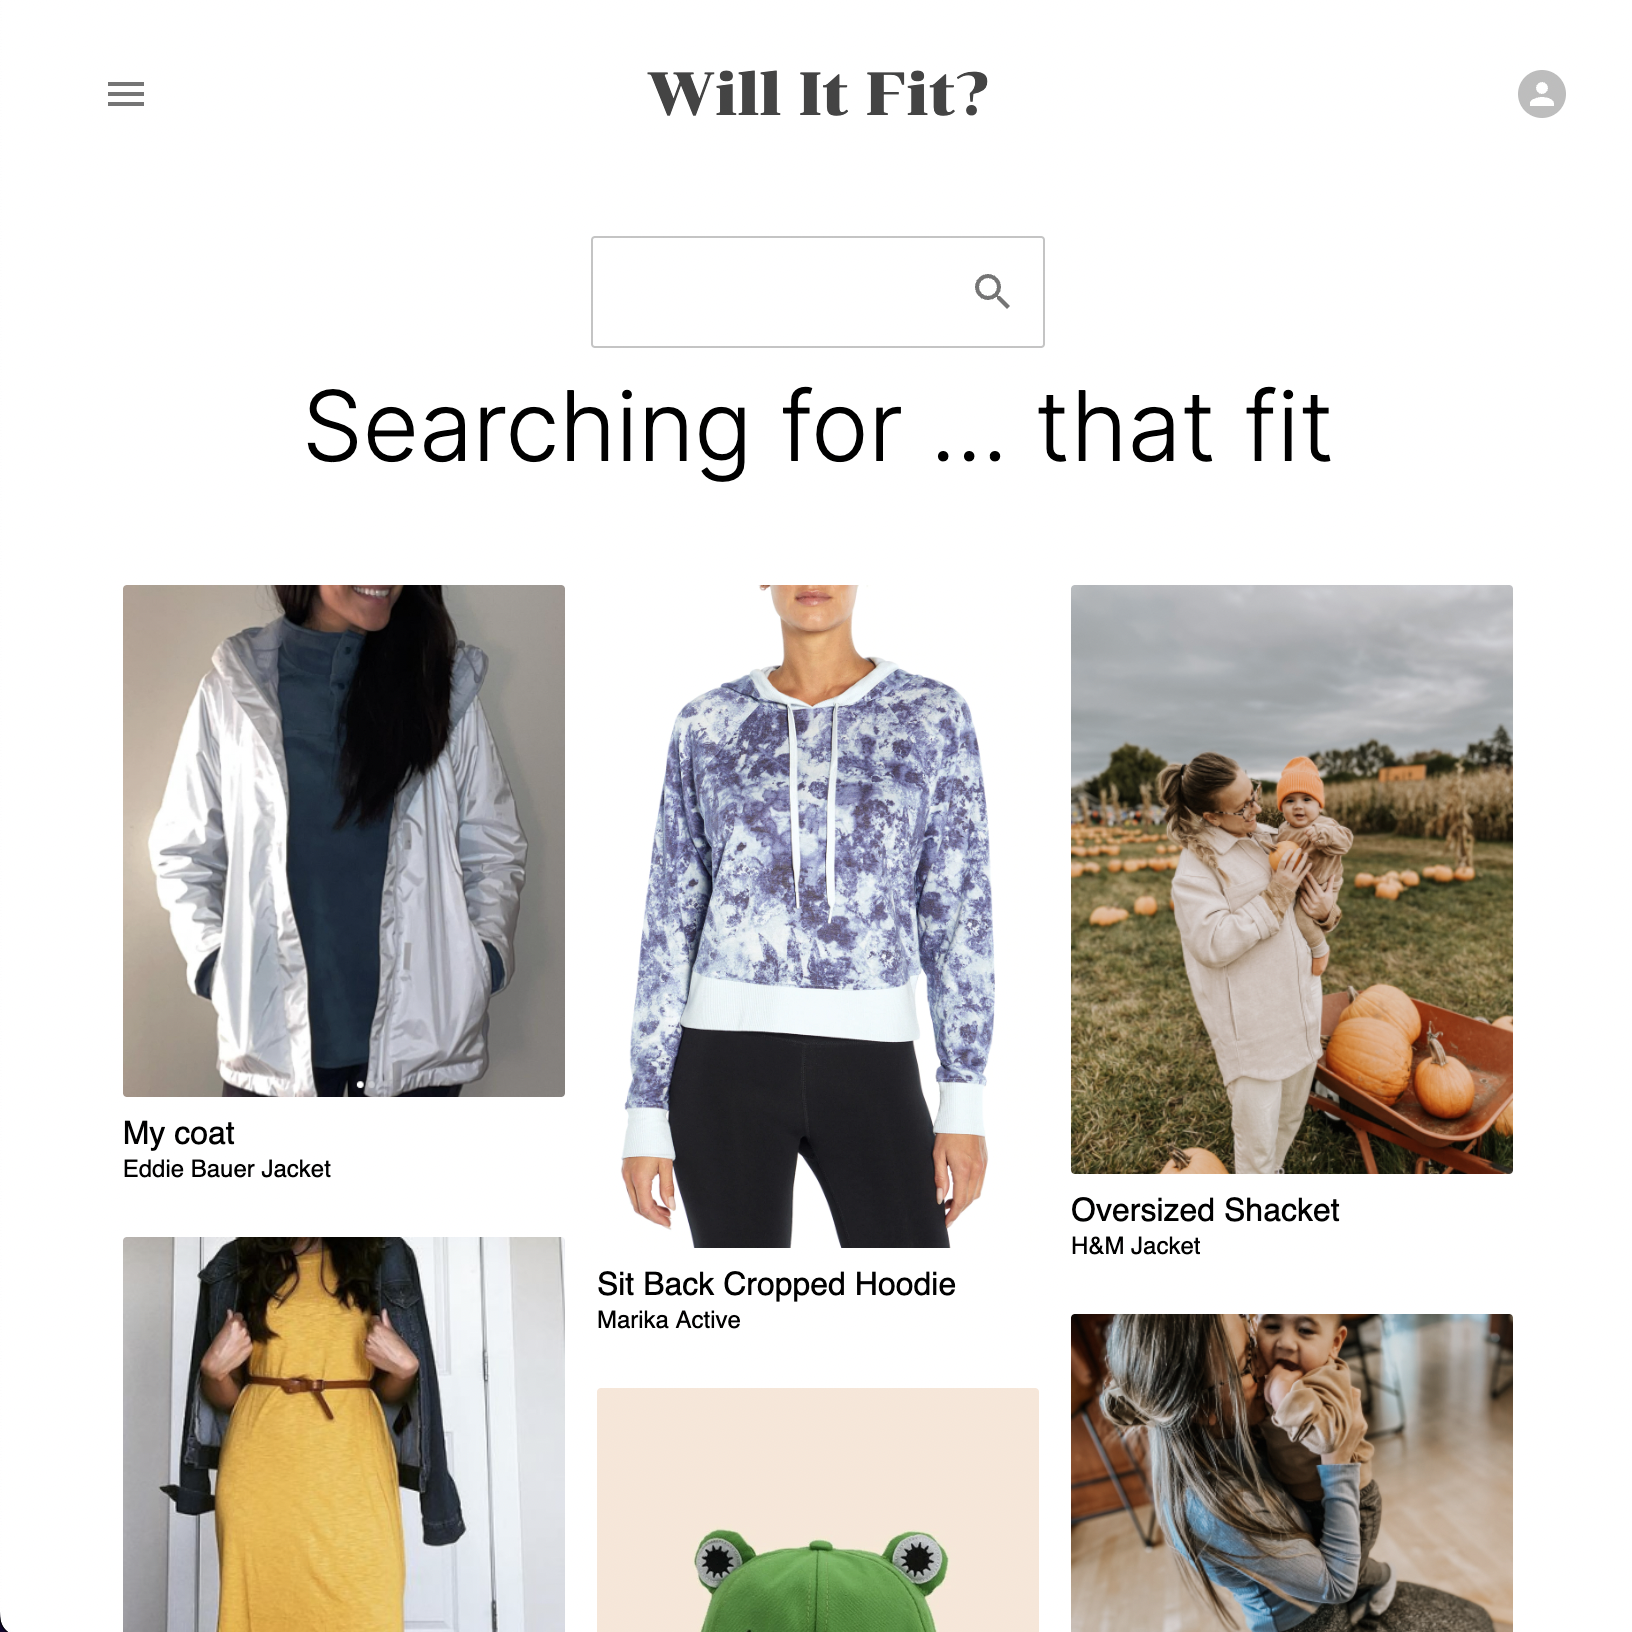 Will It Fit?
Searching for ... that fit
My coat
Eddie Bauer Jacket
Sit Back Cropped Hoodie
Marika Active
Oversized Shacket
H&M Jacket